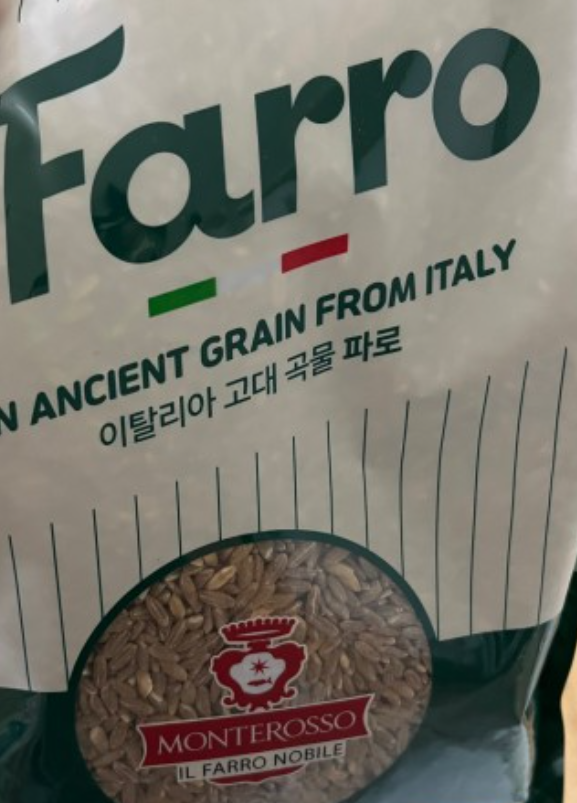 Farro
N ANCIENT GRAIN FROM ITALY
이탈리아 고대 곡물 파로
MONTEROSSO
IL FARRO NOBILE